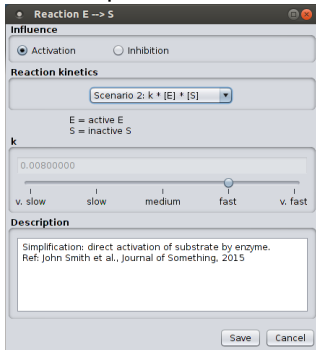 Reaction E --> S
Influence
Activation Inhibition
Reaction kinetics
Scenario 2: k * [E] * [S]
E = active E
S = inactive S
k
0.00800000
v. slow slow medium fast v. fast
Description
Simplification: direct activation of substrate by enzyme.
Ref: John Smith et al., Journal of Something, 2015
Save Cancel